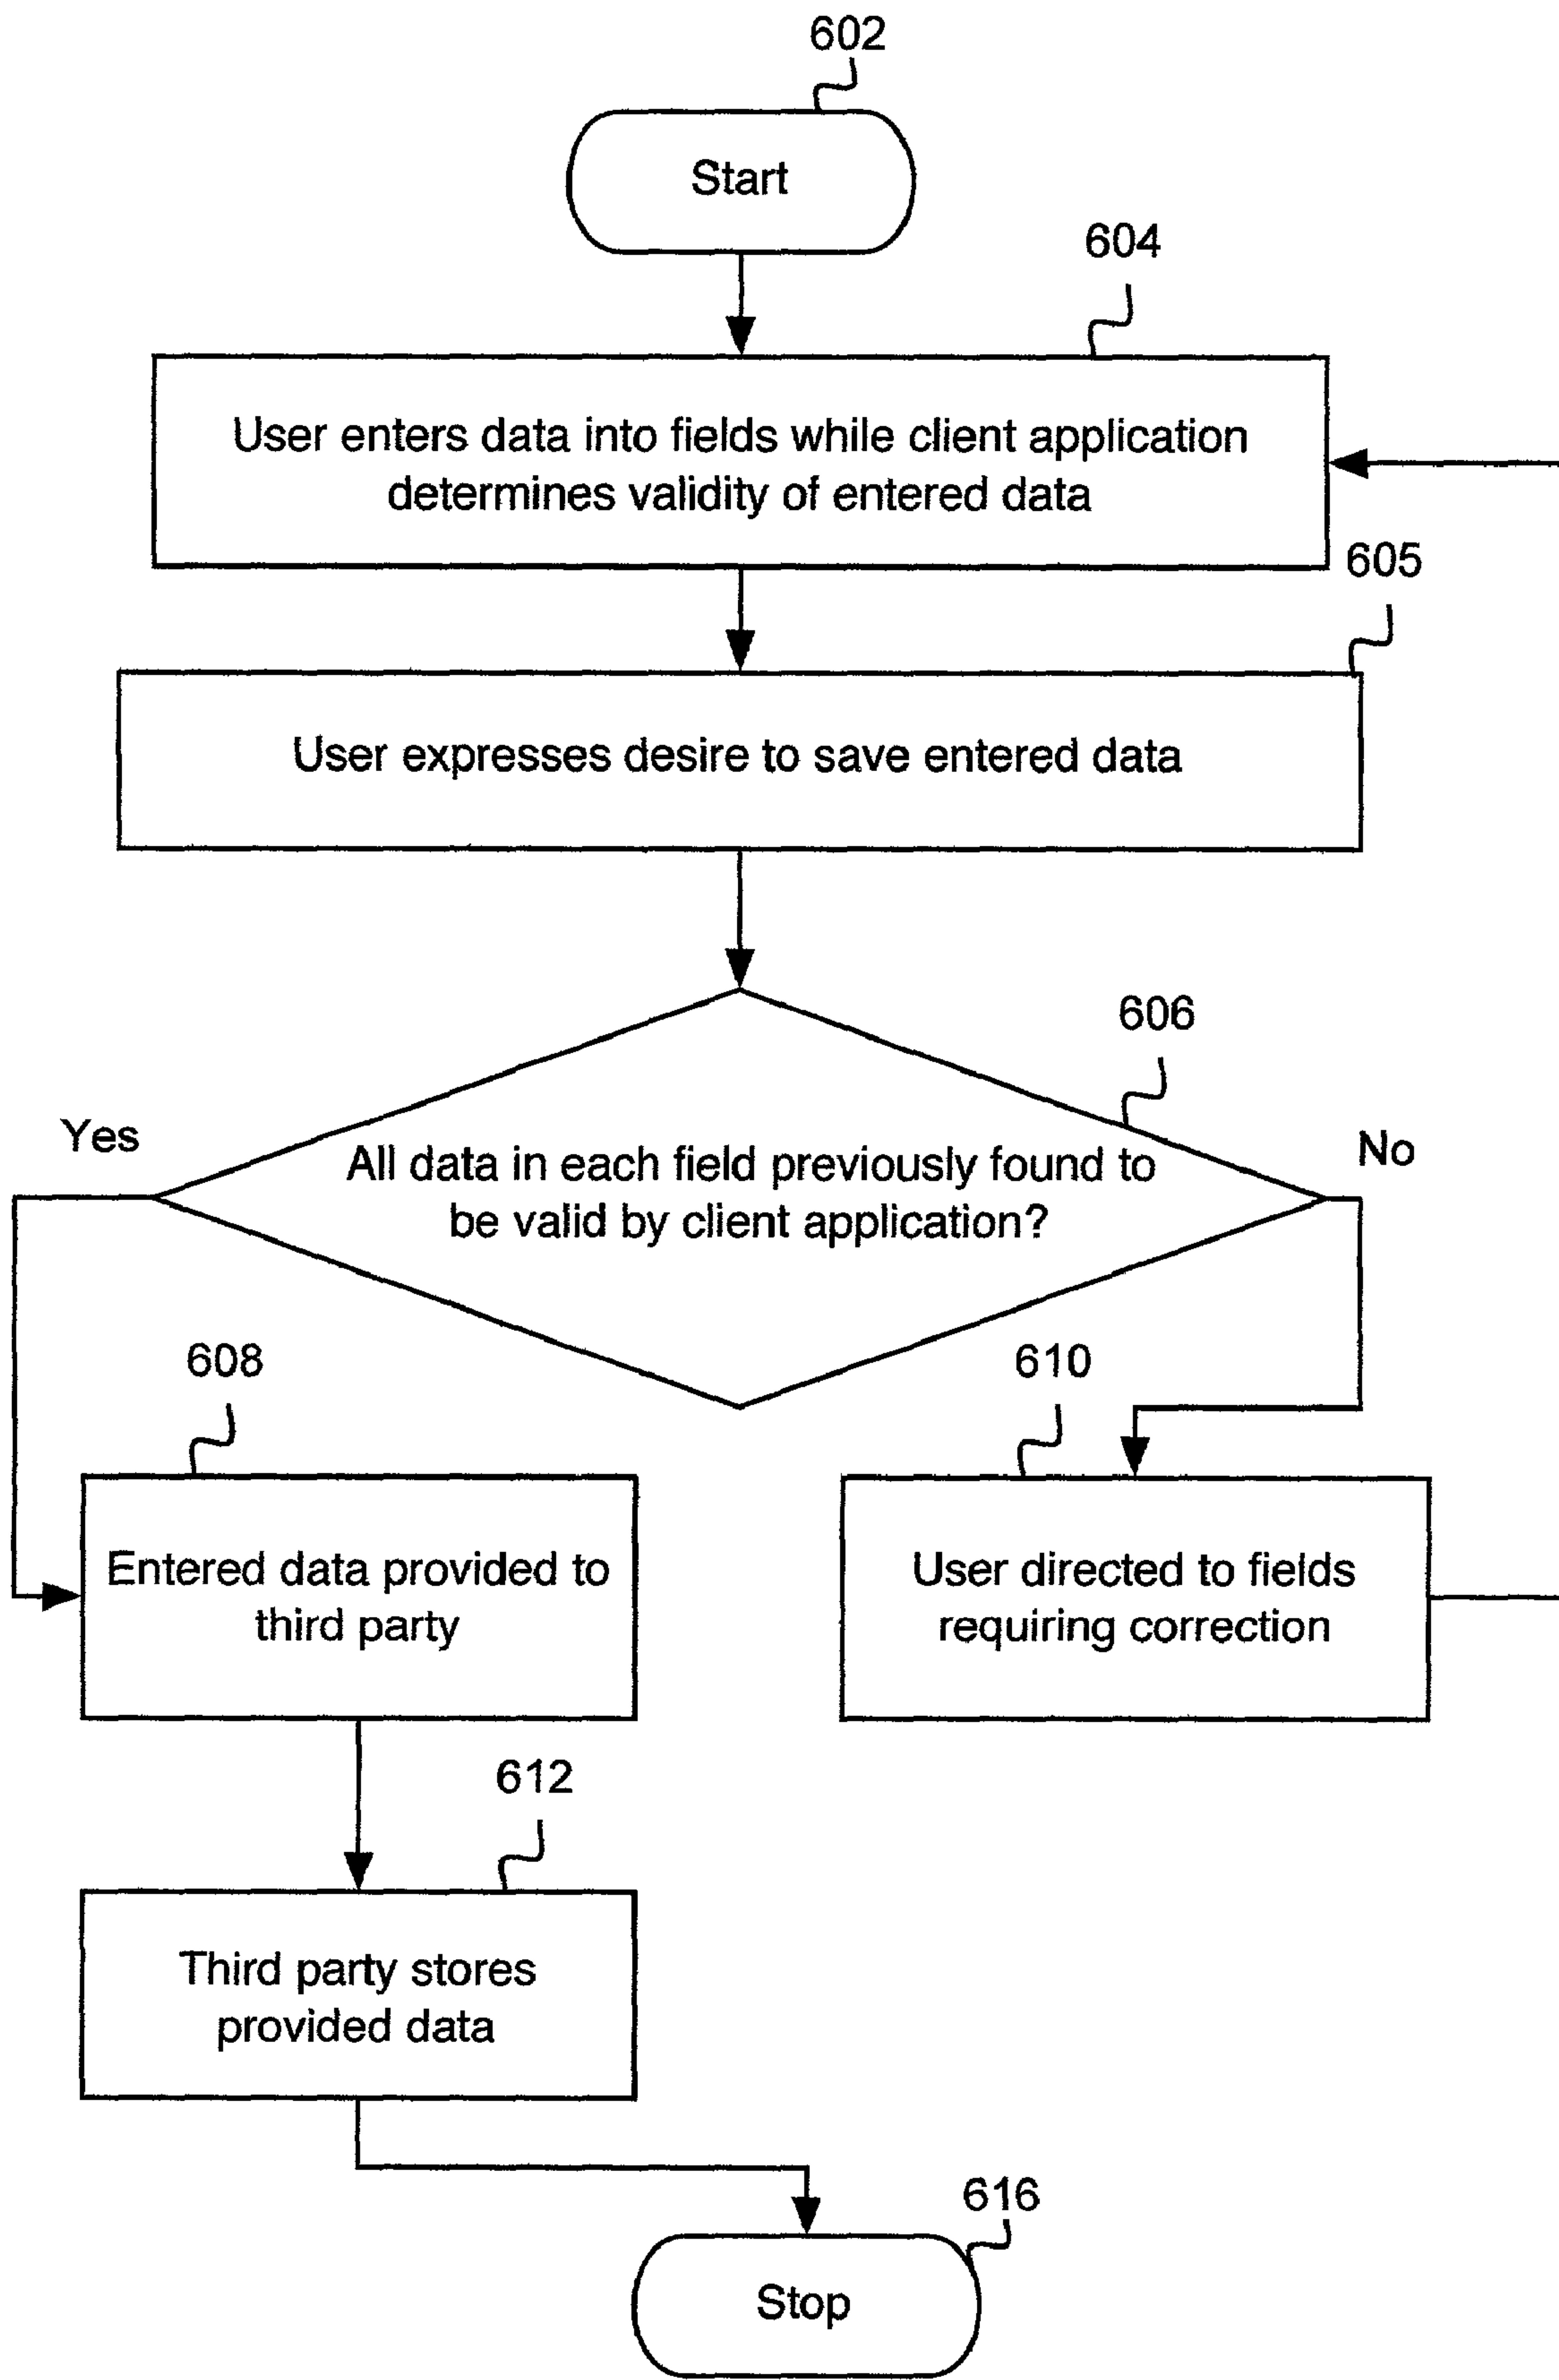 602
Start
604
User enters data into fields while client application
determines validity of entered data
605
User expresses desire to save entered data
606
Yes
No
All data in each field previously found to
be valid by client application?
608
610
Entered data provided to
third party
User directed to fields
requiring correction
612
Third party stores
provided data
616
Stop